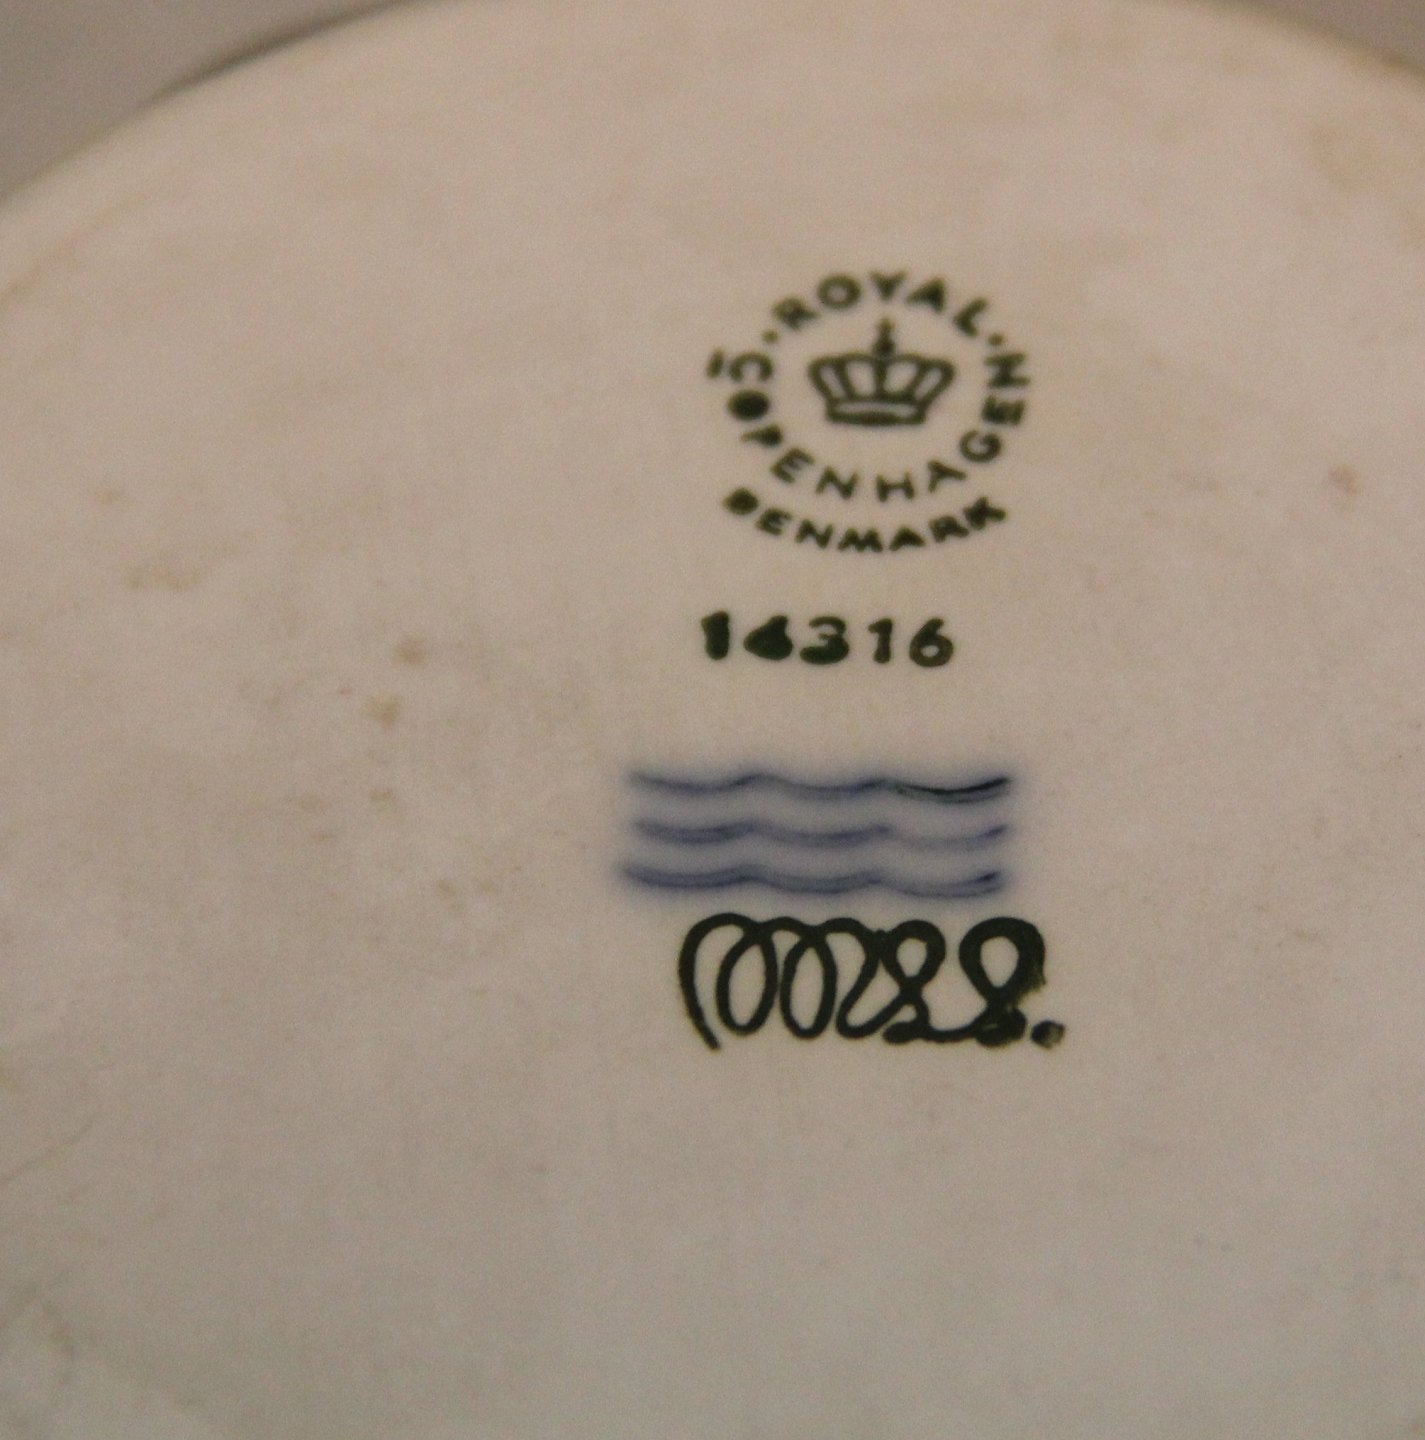 ROYAL
COPENHAGEN
DENMARK
14316